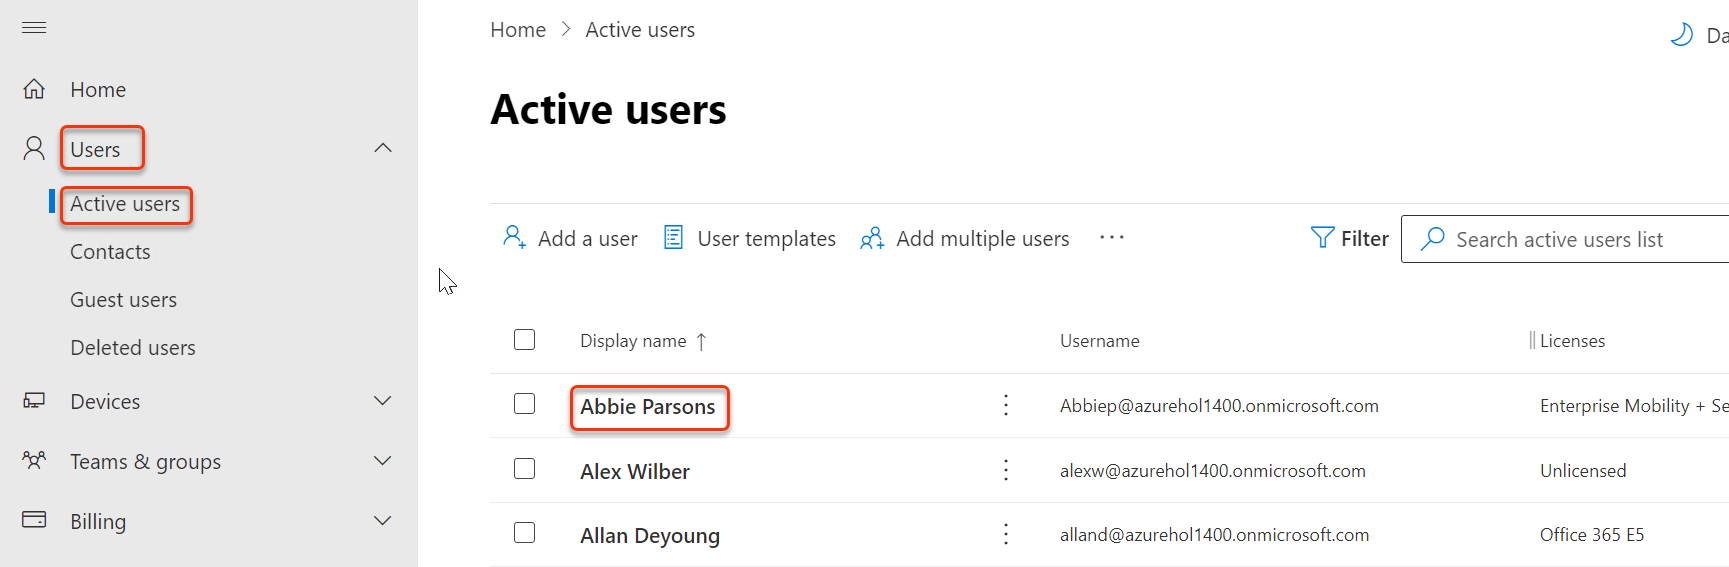 Home
Users
Active users
Contacts
Guest users
Deleted users
Devices
Teams & groups
Billing
Home > Active users
Da
Active users
Add a user User templates Add multiple users ... Filter Search active users list
Display name ↑ Username Licenses
Abbie Parsons Abbiep@azurehol1400.onmicrosoft.com Enterprise Mobility + Se
Alex Wilber alexw@azurehol1400.onmicrosoft.com Unlicensed
Allan Deyoung alland@azurehol1400.onmicrosoft.com Office 365 E5